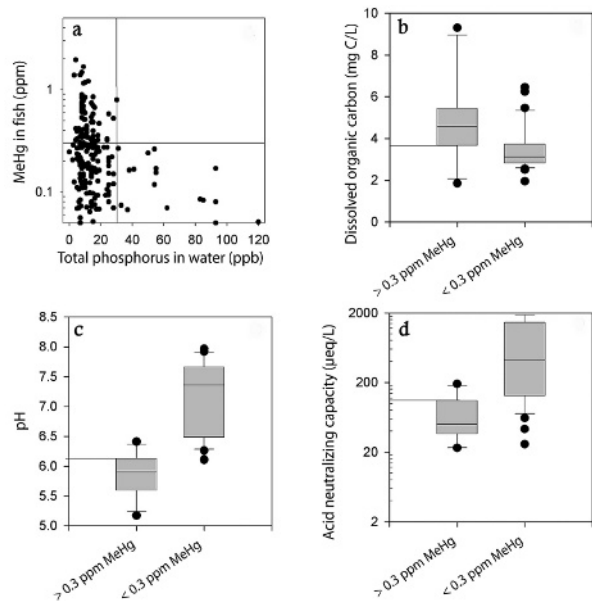 a
MeHg in fish (ppm)
1
0.1
0 20 40 60 80 100 120
Total phosphorus in water (ppb)
b
Dissolved organic carbon (mg C/L)
10
8
6
4
2
0
> 0.3 ppm MeHg
< 0.3 ppm MeHg
c
pH
8.5
8.0
7.5
7.0
6.5
6.0
5.5
5.0
> 0.3 ppm MeHg
< 0.3 ppm MeHg
d
Acid neutralizing capacity (μeq/L)
2000
200
20
2
> 0.3 ppm MeHg
< 0.3 ppm MeHg